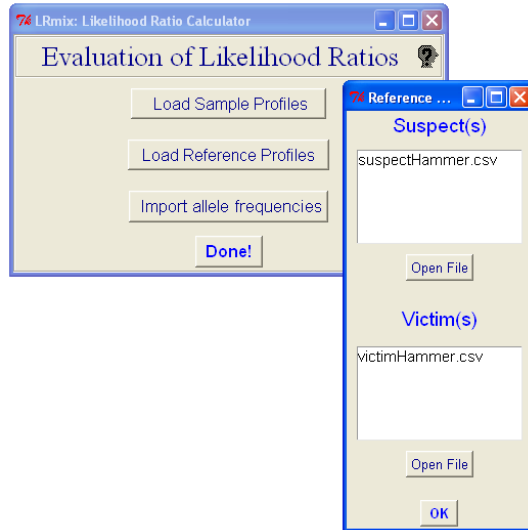 LRmix: Likelihood Ratio Calculator
Evaluation of Likelihood Ratios
Load Sample Profiles
Load Reference Profiles
Import allele frequencies
Done!
Reference ...
Suspect(s)
suspectHammer.csv
Open File
Victim(s)
victimHammer.csv
Open File
OK